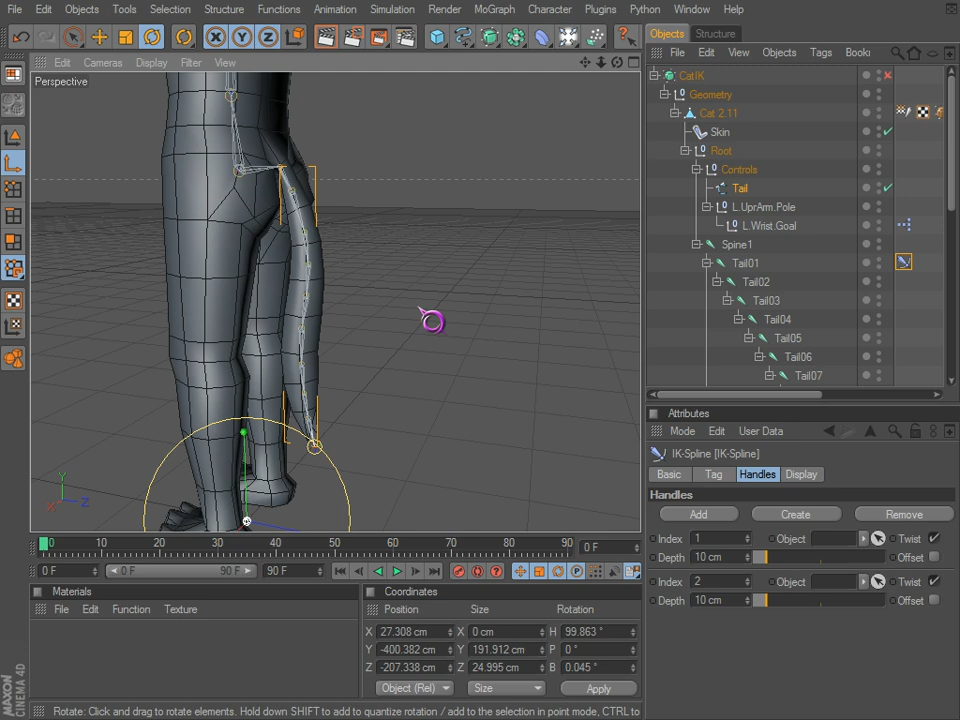 File Edit Objects Tools Selection Structure Functions Animation Simulation Render MoGraph Character Plugins Python Window Help
X Y Z
Edit Cameras Display Filter View
Perspective
Y
X Z
0 10 20 30 40 50 60 70 80 90 0 F
0 F 0 F 90 F 90 F
Materials
File Edit Function Texture
Coordinates
Position Size Rotation
X 27.308 cm X 0 cm H 99.863 °
Y -400.382 cm Y 191.912 cm P 0 °
Z -207.338 cm Z 24.995 cm B 0.045 °
Object (Rel) Size Apply
MAXON
CINEMA 4D
Rotate: Click and drag to rotate elements. Hold down SHIFT to add to quantize rotation / add to the selection in point mode, CTRL to
Objects Structure
File Edit View Objects Tags Booki
CatIK
Geometry
Cat 2.11
Skin
Root
Controls
Tail
L.UprArm.Pole
L.Wrist.Goal
Spine1
Tail01
Tail02
Tail03
Tail04
Tail05
Tail06
Tail07
Attributes
Mode Edit User Data
IK-Spline [IK-Spline]
Basic Tag Handles Display
Handles
Add Create Remove
Index 1 Object Twist
Depth 10 cm Offset
Index 2 Object Twist
Depth 10 cm Offset